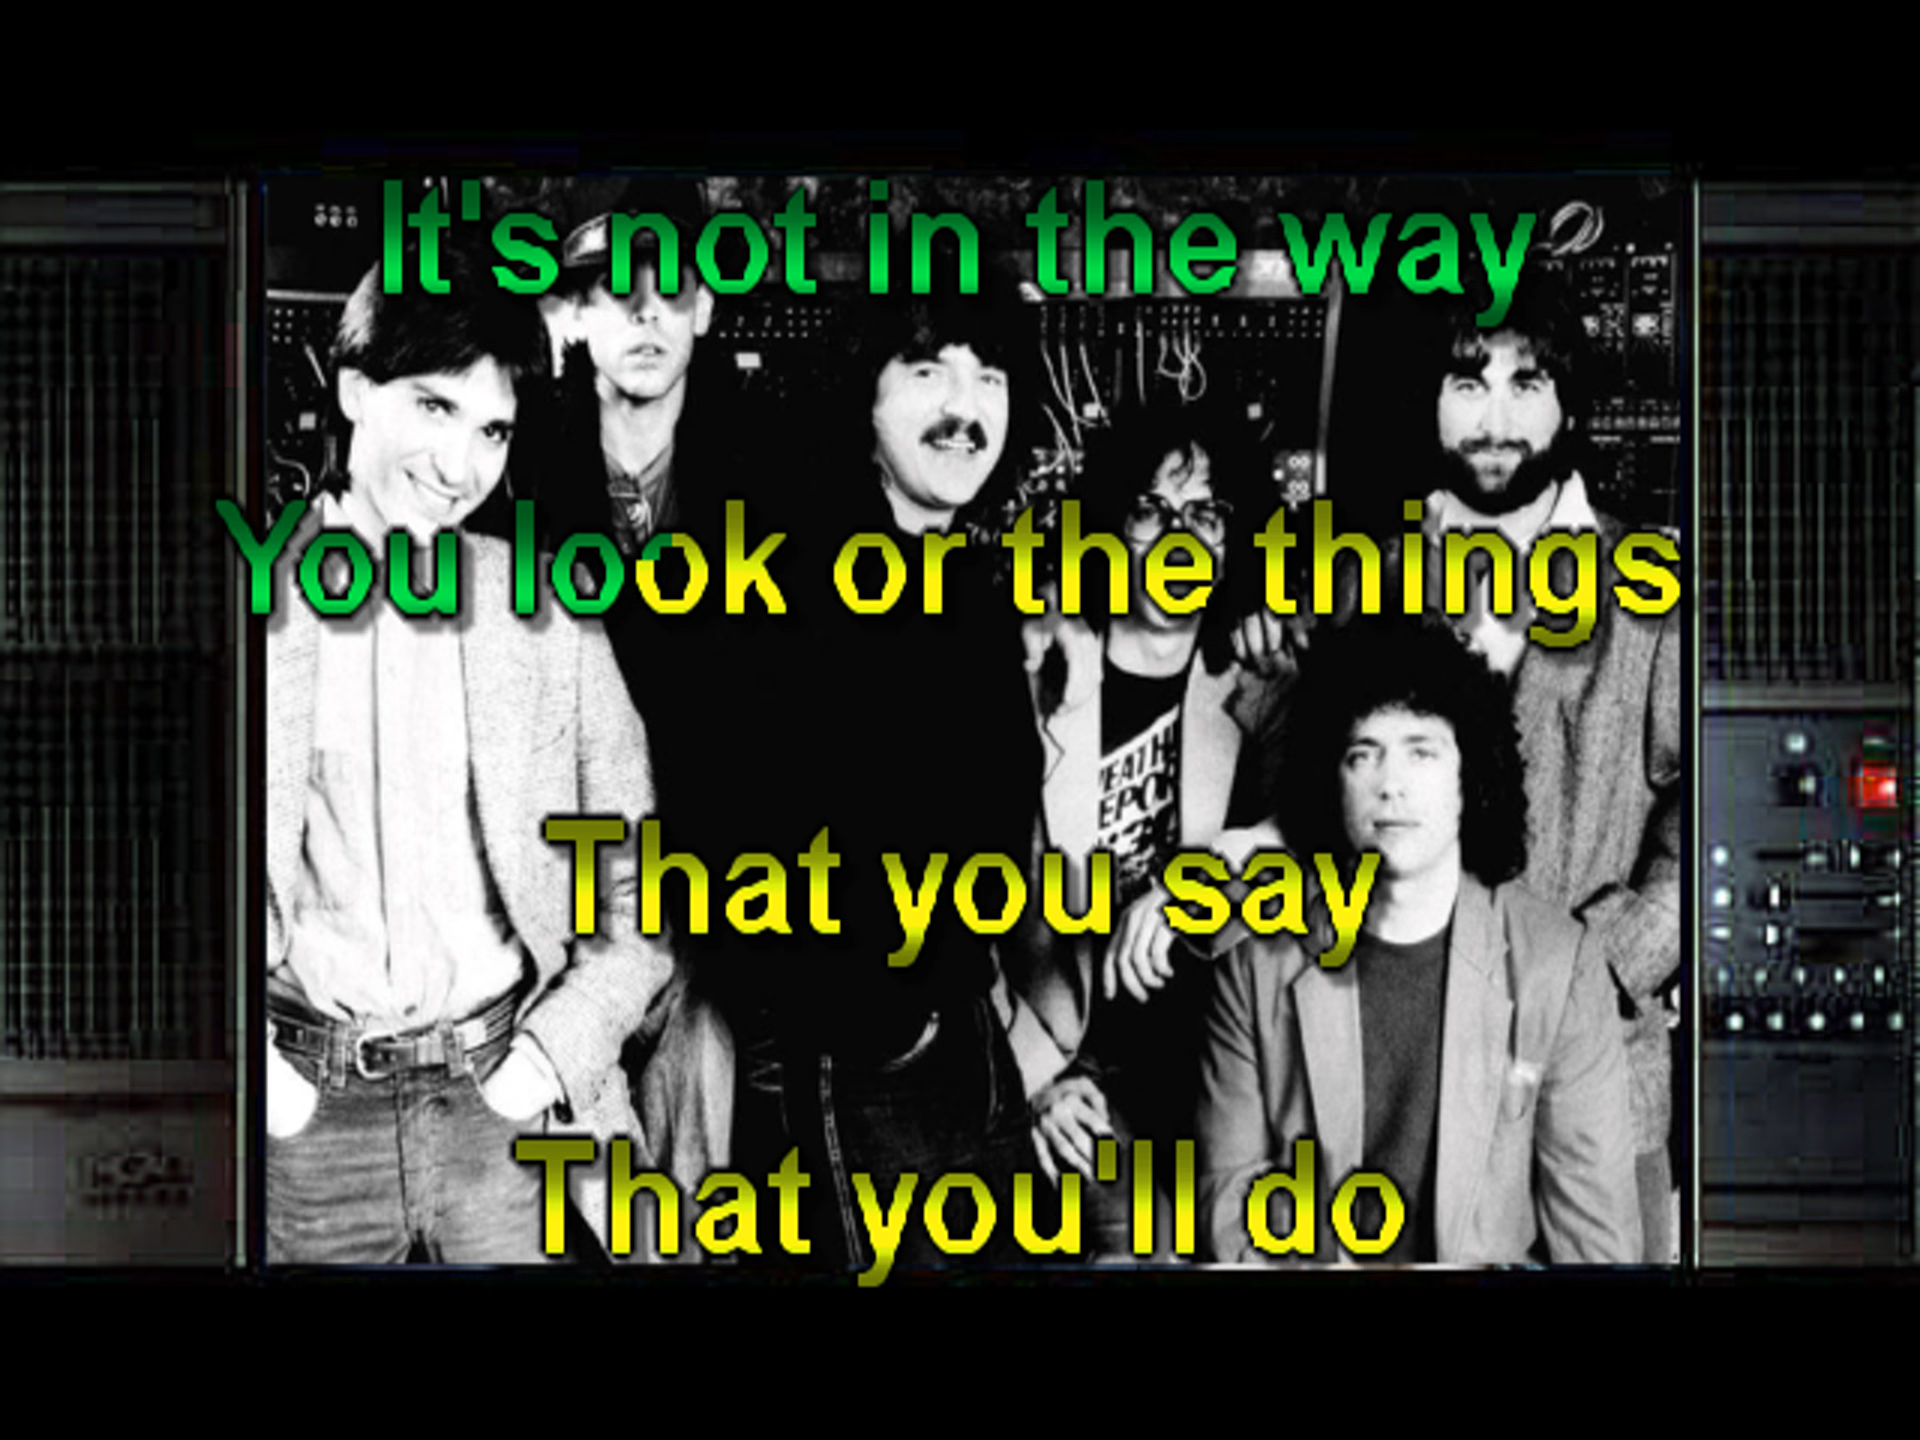 It's not in the way
You look or the things
That you say
That you'll do